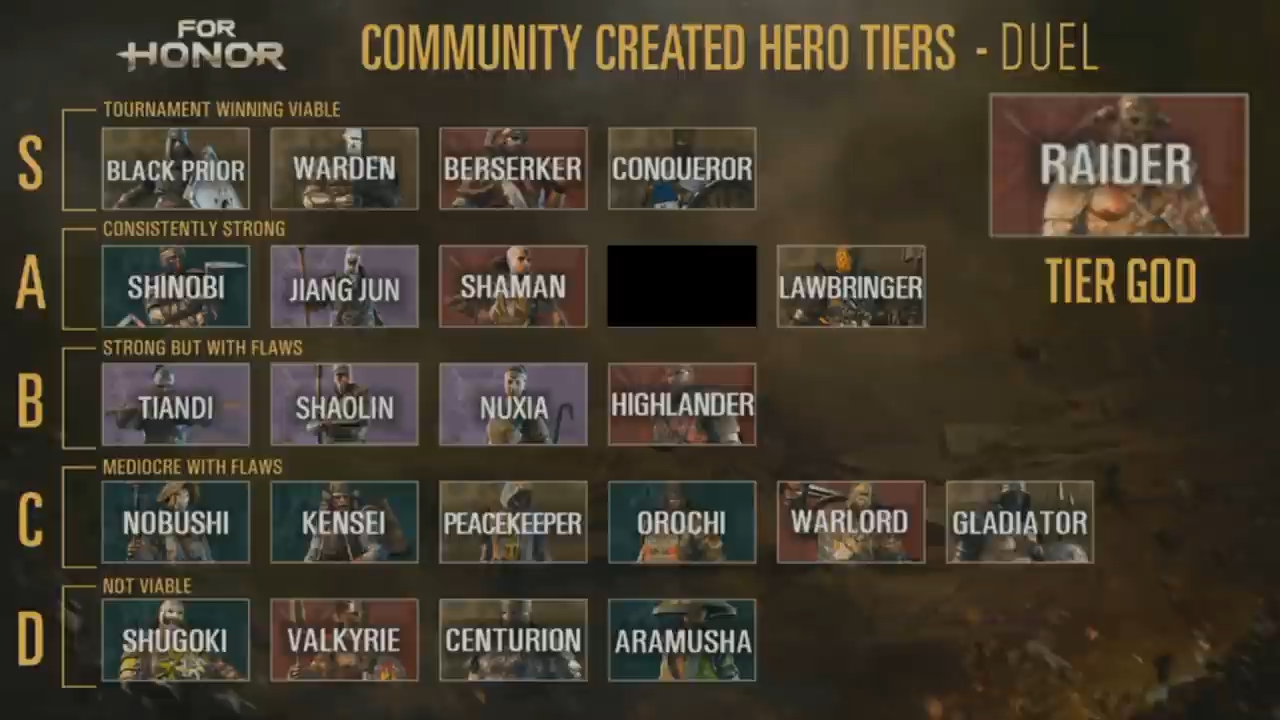 FOR HONOR
COMMUNITY CREATED HERO TIERS - DUEL
S
TOURNAMENT WINNING VIABLE
BLACK PRIOR
WARDEN
BERSERKER
CONQUEROR
RAIDER
TIER GOD
A
CONSISTENTLY STRONG
SHINOBI
JIANG JUN
SHAMAN
LAWBRINGER
B
STRONG BUT WITH FLAWS
TIANDI
SHAOLIN
NUXIA
HIGHLANDER
C
MEDIOCRE WITH FLAWS
NOBUSHI
KENSEI
PEACEKEEPER
OROCHI
WARLORD
GLADIATOR
D
NOT VIABLE
SHUGOKI
VALKYRIE
CENTURION
ARAMUSHA